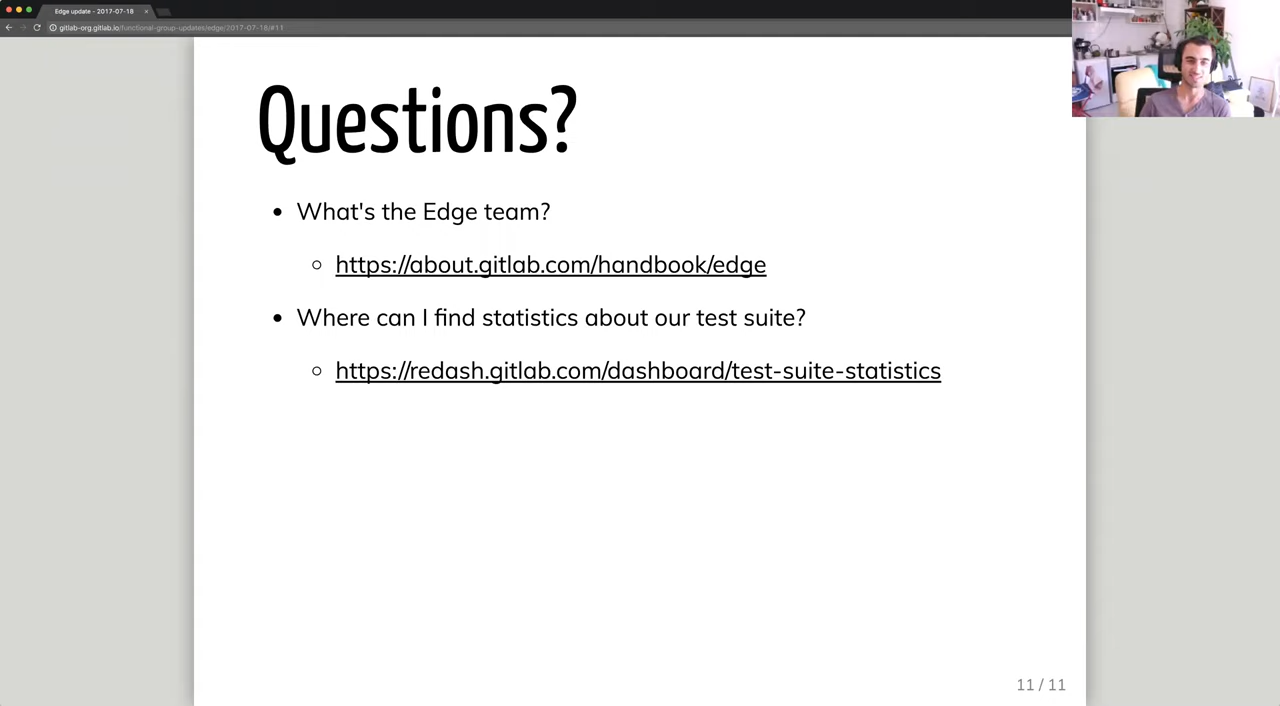 Edge update - 2017-07-18
gitlab-org.gitlab.io/functional-group-updates/edge/2017-07-18/#11
Questions?
What's the Edge team?
https://about.gitlab.com/handbook/edge
Where can I find statistics about our test suite?
https://redash.gitlab.com/dashboard/test-suite-statistics
11 / 11